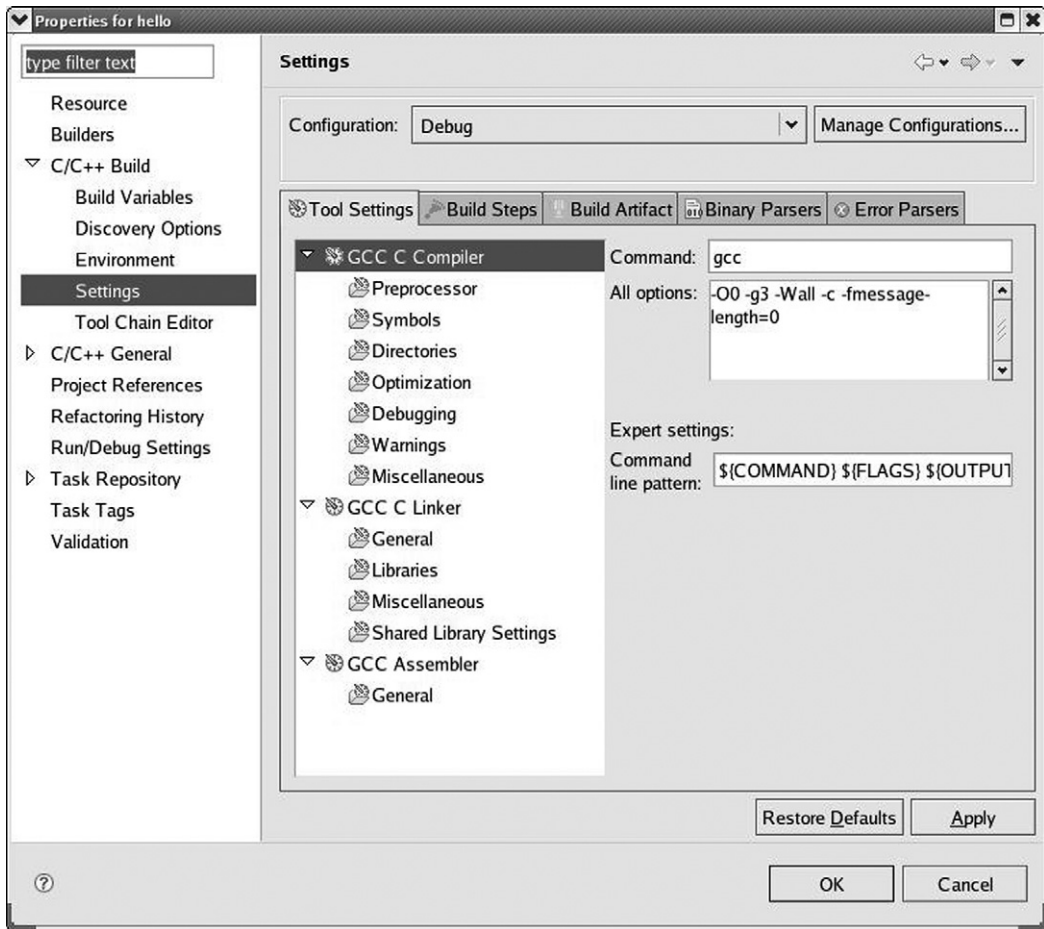 Properties for hello
type filter text
Resource
Builders
C/C++ Build
Build Variables
Discovery Options
Environment
Settings
Tool Chain Editor
C/C++ General
Project References
Refactoring History
Run/Debug Settings
Task Repository
Task Tags
Validation
Settings
Configuration: Debug Manage Configurations...
Tool Settings Build Steps Build Artifact Binary Parsers Error Parsers
GCC C Compiler
Preprocessor
Symbols
Directories
Optimization
Debugging
Warnings
Miscellaneous
GCC C Linker
General
Libraries
Miscellaneous
Shared Library Settings
GCC Assembler
General
Command: gcc
All options: -O0 -g3 -Wall -c -fmessage-
length=0
Expert settings:
Command
line pattern: ${COMMAND} ${FLAGS} ${OUTPUT
Restore Defaults Apply
? OK Cancel